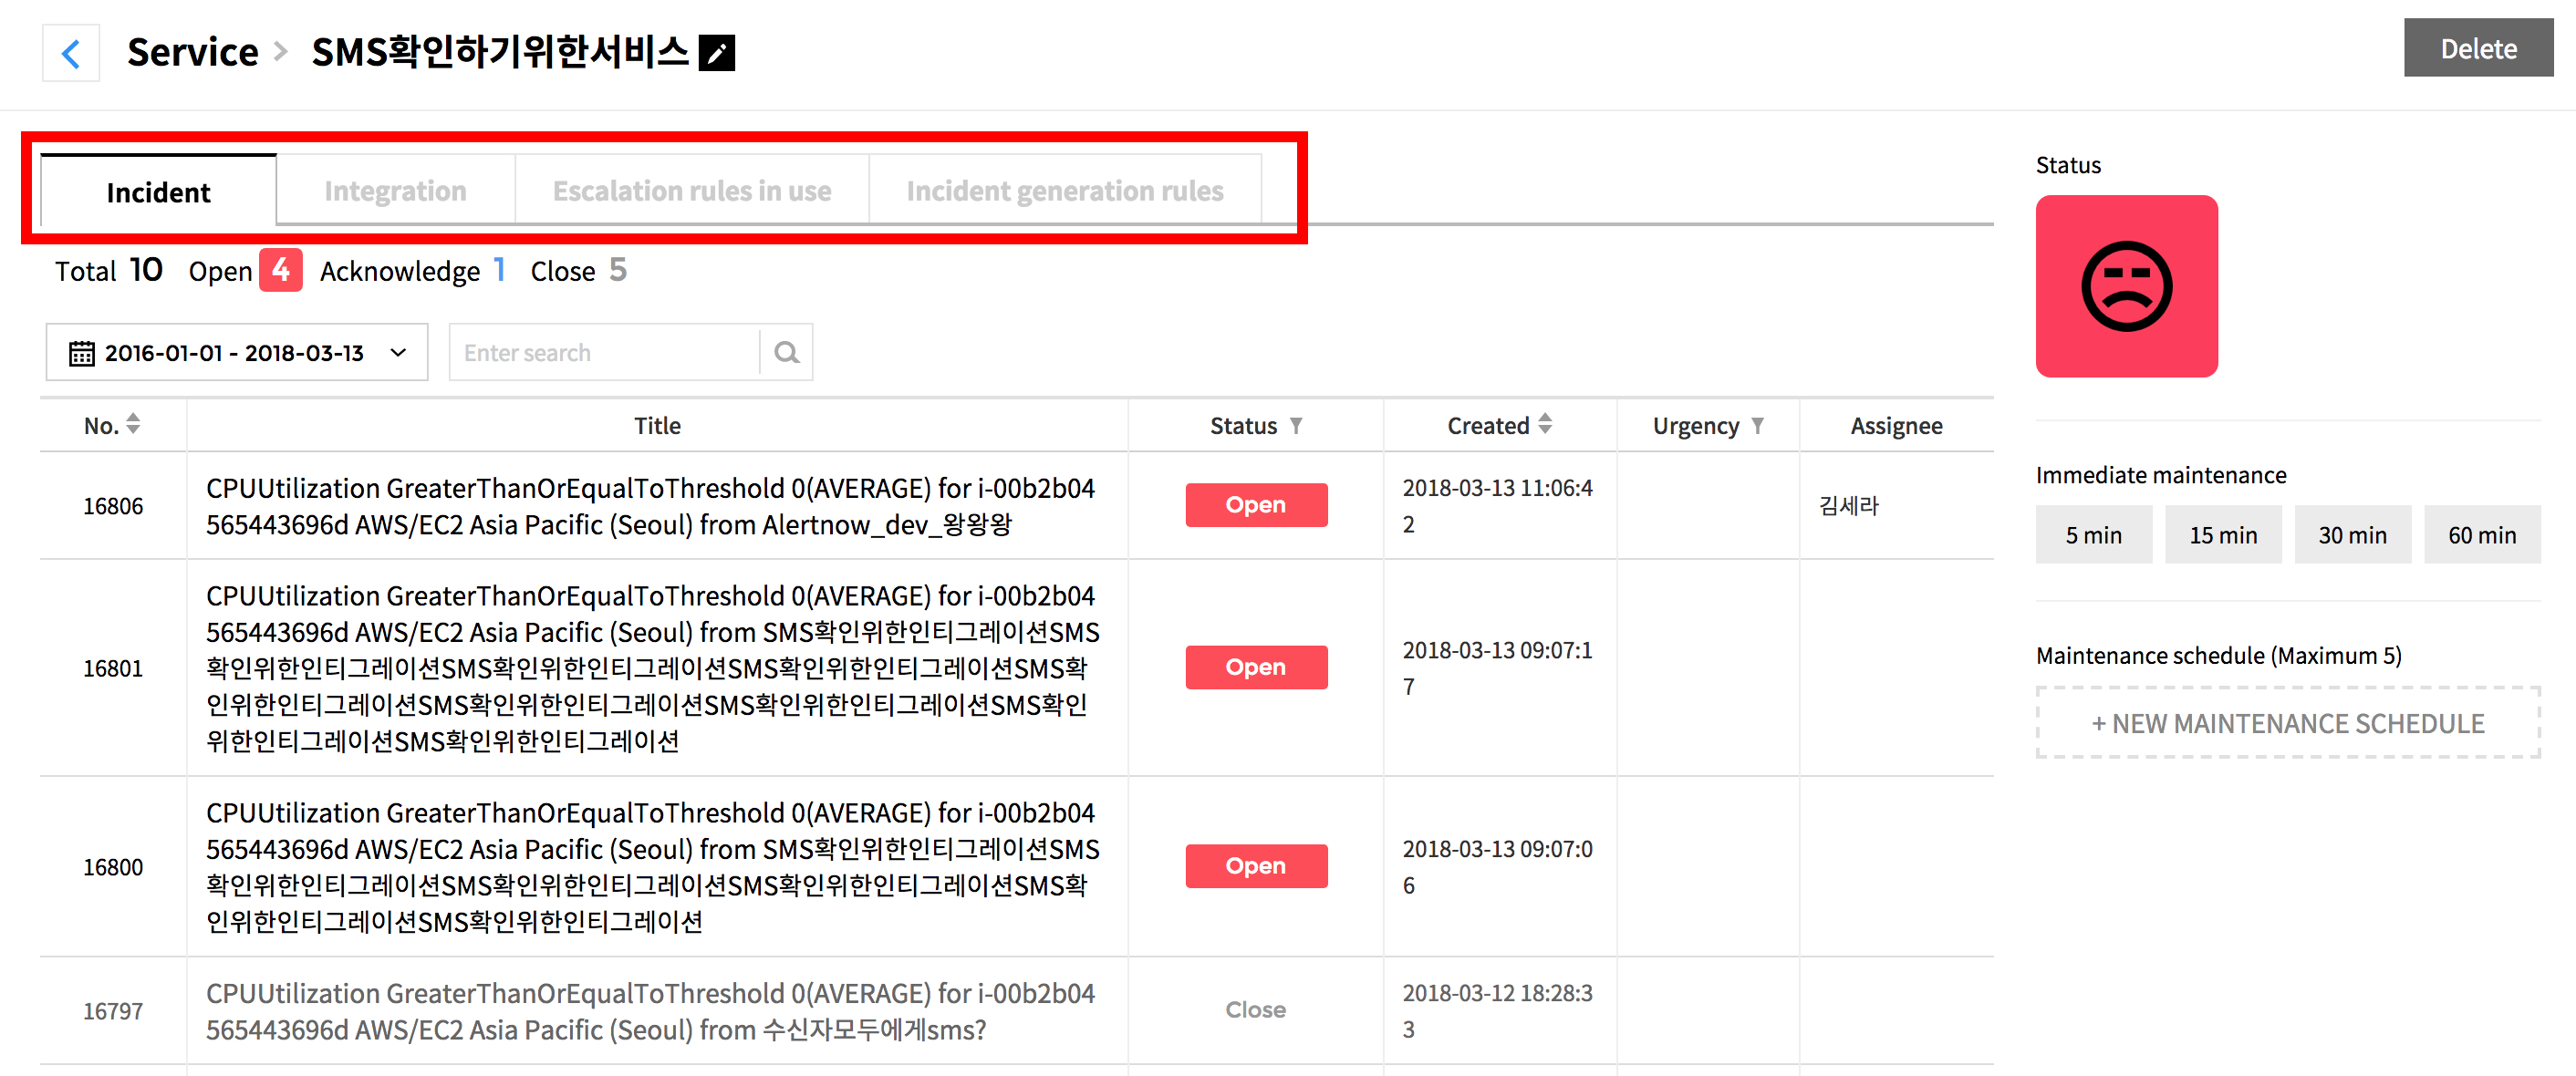 Service > SMS확인하기위한서비스
Delete
Incident
Integration
Escalation rules in use
Incident generation rules
Total 10 Open 4 Acknowledge 1 Close 5
2016-01-01 - 2018-03-13
Enter search
No.
Title
Status
Created
Urgency
Assignee
16806
CPUUtilization GreaterThanOrEqualToThreshold 0(AVERAGE) for i-00b2b04
565443696d AWS/EC2 Asia Pacific (Seoul) from Alertnow_dev_왕왕왕
Open
2018-03-13 11:06:4
2
김세라
16801
CPUUtilization GreaterThanOrEqualToThreshold 0(AVERAGE) for i-00b2b04
565443696d AWS/EC2 Asia Pacific (Seoul) from SMS확인위한인티그레이션SMS
확인위한인티그레이션SMS확인위한인티그레이션SMS확인위한인티그레이션SMS확
인위한인티그레이션SMS확인위한인티그레이션SMS확인위한인티그레이션SMS확인
위한인티그레이션SMS확인위한인티그레이션
Open
2018-03-13 09:07:1
7
16800
CPUUtilization GreaterThanOrEqualToThreshold 0(AVERAGE) for i-00b2b04
565443696d AWS/EC2 Asia Pacific (Seoul) from SMS확인위한인티그레이션SMS
확인위한인티그레이션SMS확인위한인티그레이션SMS확인위한인티그레이션SMS확
인위한인티그레이션SMS확인위한인티그레이션
Open
2018-03-13 09:07:0
6
16797
CPUUtilization GreaterThanOrEqualToThreshold 0(AVERAGE) for i-00b2b04
565443696d AWS/EC2 Asia Pacific (Seoul) from 수신자모두에게sms?
Close
2018-03-12 18:28:3
3
Status
Immediate maintenance
5 min
15 min
30 min
60 min
Maintenance schedule (Maximum 5)
+ NEW MAINTENANCE SCHEDULE